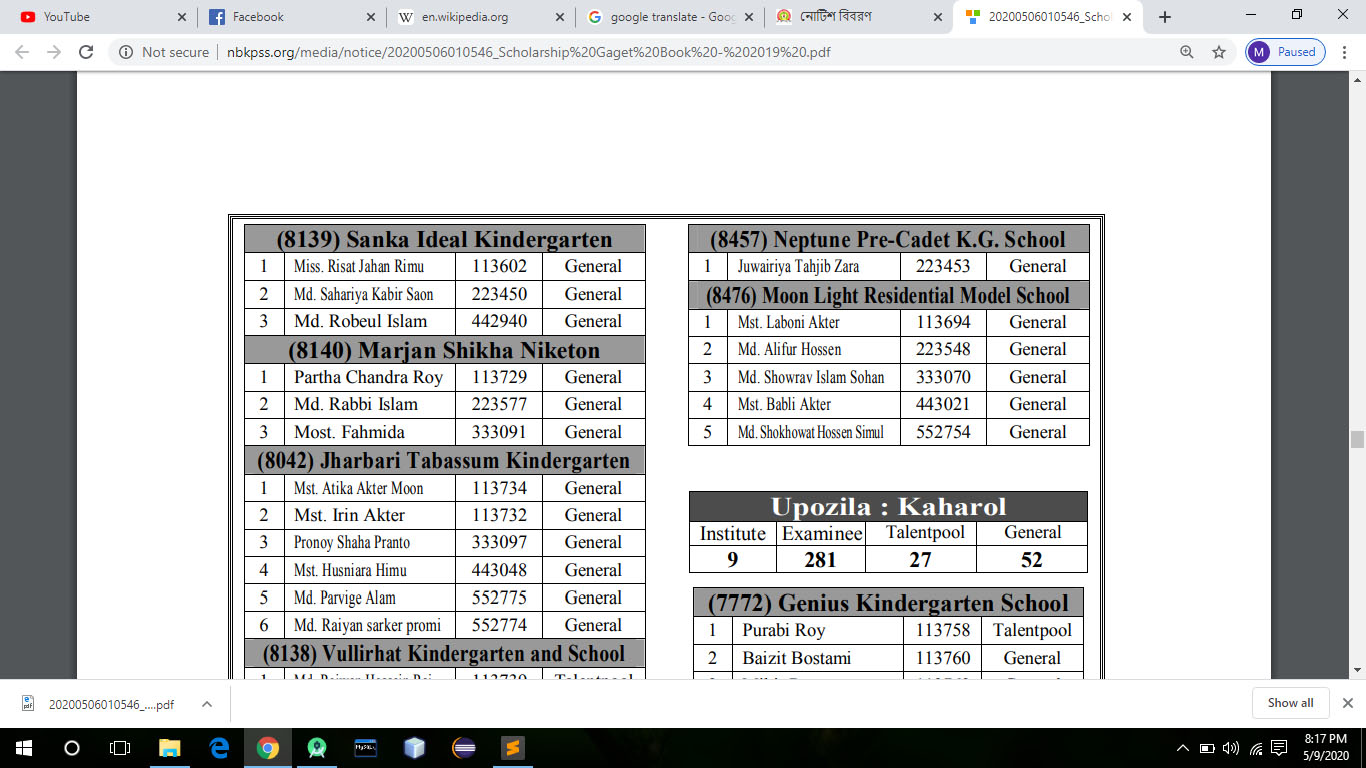 YouTube
Facebook
en.wikipedia.org
google translate - Goog
নোটিশ বিবরণ
20200506010546_Schol
Not secure
nbkpss.org/media/notice/20200506010546_Scholarship%20Gaget%20Book%20-%202019%20.pdf
M Paused
(8139) Sanka Ideal Kindergarten
1 Miss. Risat Jahan Rimu 113602 General
2 Md. Sahariya Kabir Saon 223450 General
3 Md. Robeul Islam 442940 General
(8140) Marjan Shikha Niketon
1 Partha Chandra Roy 113729 General
2 Md. Rabbi Islam 223577 General
3 Most. Fahmida 333091 General
(8042) Jharbari Tabassum Kindergarten
1 Mst. Atika Akter Moon 113734 General
2 Mst. Irin Akter 113732 General
3 Pronoy Shaha Pranto 333097 General
4 Mst. Husniara Himu 443048 General
5 Md. Parvige Alam 552775 General
6 Md. Raiyan sarker promi 552774 General
(8138) Vullirhat Kindergarten and School
(8457) Neptune Pre-Cadet K.G. School
1 Juwairiya Tahjib Zara 223453 General
(8476) Moon Light Residential Model School
1 Mst. Laboni Akter 113694 General
2 Md. Alifur Hossen 223548 General
3 Md. Showrav Islam Sohan 333070 General
4 Mst. Babli Akter 443021 General
5 Md. Shokhowat Hossen Simul 552754 General
Upozila : Kaharol
Institute Examinee Talentpool General
9 281 27 52
(7772) Genius Kindergarten School
1 Purabi Roy 113758 Talentpool
2 Baizit Bostami 113760 General
20200506010546_....pdf
Show all
MySQL
8:17 PM
5/9/2020